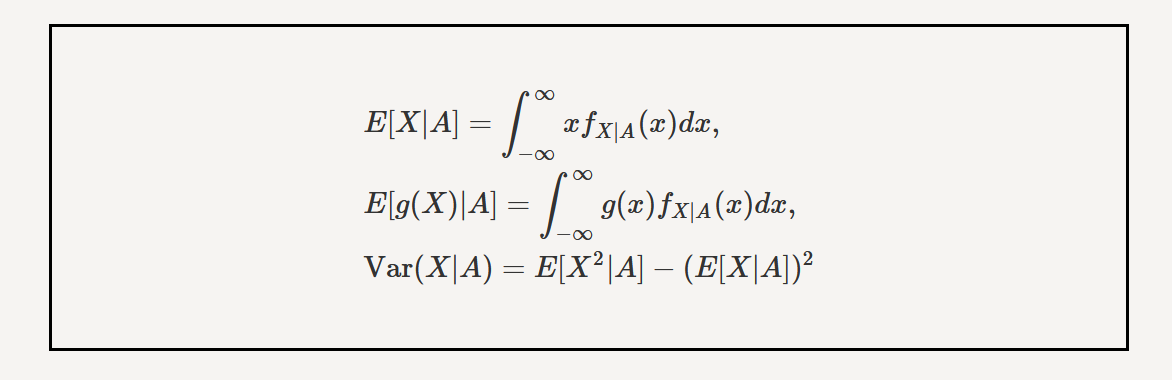 E[X|A] = ∫_{-∞}^{∞} x f_{X|A}(x)dx,
E[g(X)|A] = ∫_{-∞}^{∞} g(x) f_{X|A}(x)dx,
Var(X|A) = E[X²|A] − (E[X|A])²